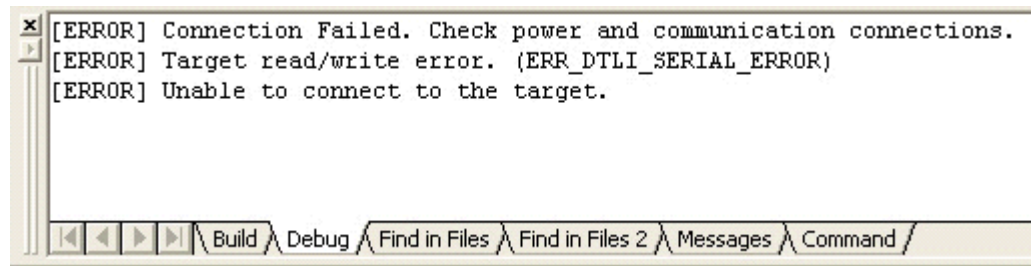 [ERROR] Connection Failed. Check power and communication connections.
[ERROR] Target read/write error. (ERR_DTLI_SERIAL_ERROR)
[ERROR] Unable to connect to the target.
Build Debug Find in Files Find in Files 2 Messages Command